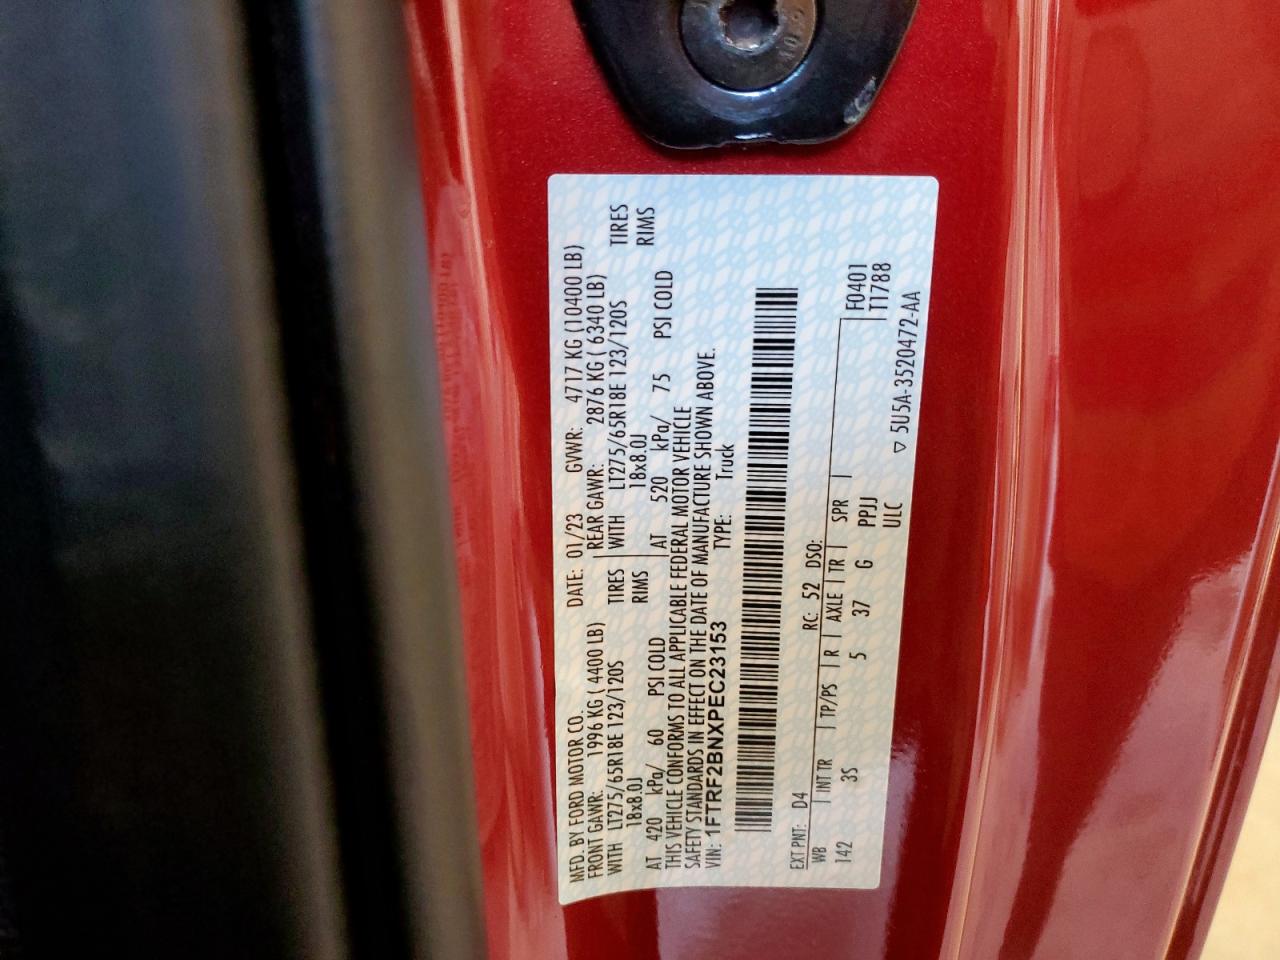 MFD. BY FORD MOTOR CO. DATE: 01/23 GVWR: 4717 KG (10400 LB)
FRONT GAWR: 1996 KG ( 4400 LB) REAR GAWR: 2876 KG ( 6340 LB)
WITH LT275/65R18E 123/120S TIRES WITH LT275/65R18E 123/120S TIRES
18x8.0J RIMS 18x8.0J RIMS
AT 420 kPa/ 60 PSI COLD AT 520 kPa/ 75 PSI COLD
THIS VEHICLE CONFORMS TO ALL APPLICABLE FEDERAL MOTOR VEHICLE
SAFETY STANDARDS IN EFFECT ON THE DATE OF MANUFACTURE SHOWN ABOVE.
VIN: 1FTRF2BNXPEC23153 TYPE: Truck
EXT PNT: D4 RC: 52 DSO:
WB INT TR TP/PS R AXLE TR SPR F0401
142 3S 5 37 G PPJJ T1788
ULC
▽ 5U5A-3520472-AA